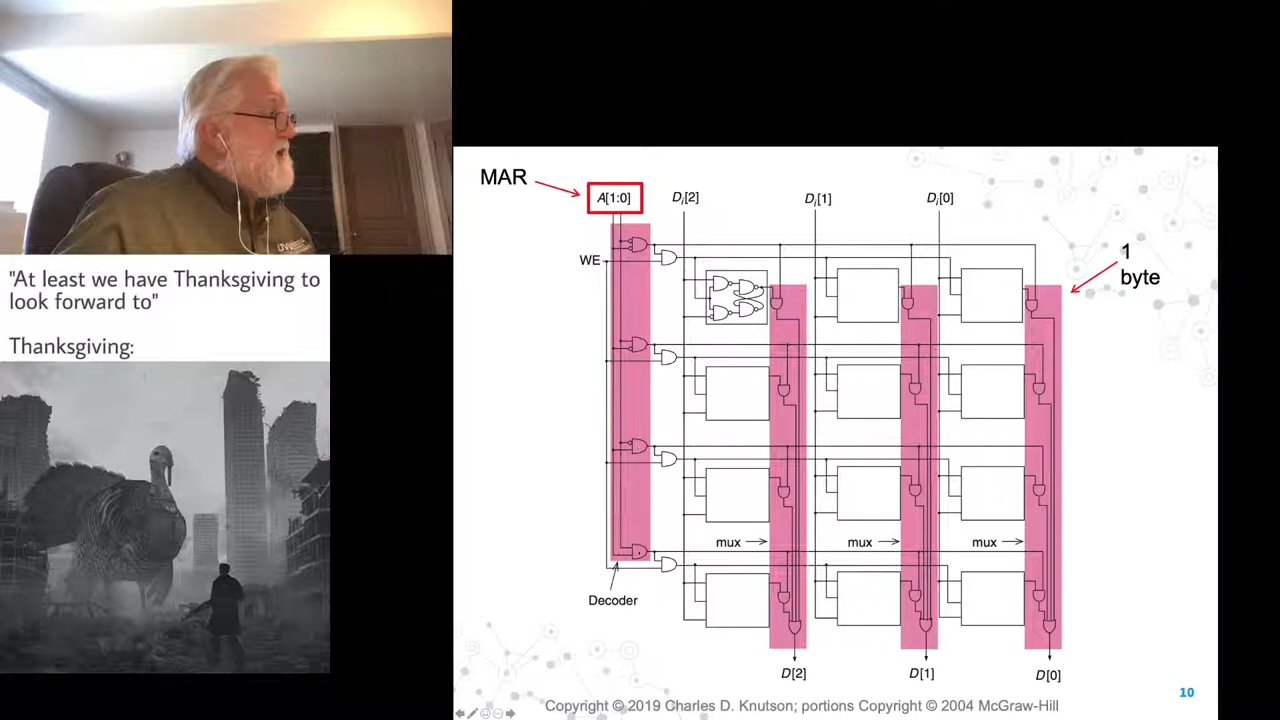 "At least we have Thanksgiving to
look forward to"
Thanksgiving:
MAR
A[1:0]
Di[2]
Di[1]
Di[0]
WE
1
byte
mux
mux
mux
Decoder
D[2]
D[1]
D[0]
Copyright © 2019 Charles D. Knutson; portions Copyright © 2004 McGraw-Hill
10